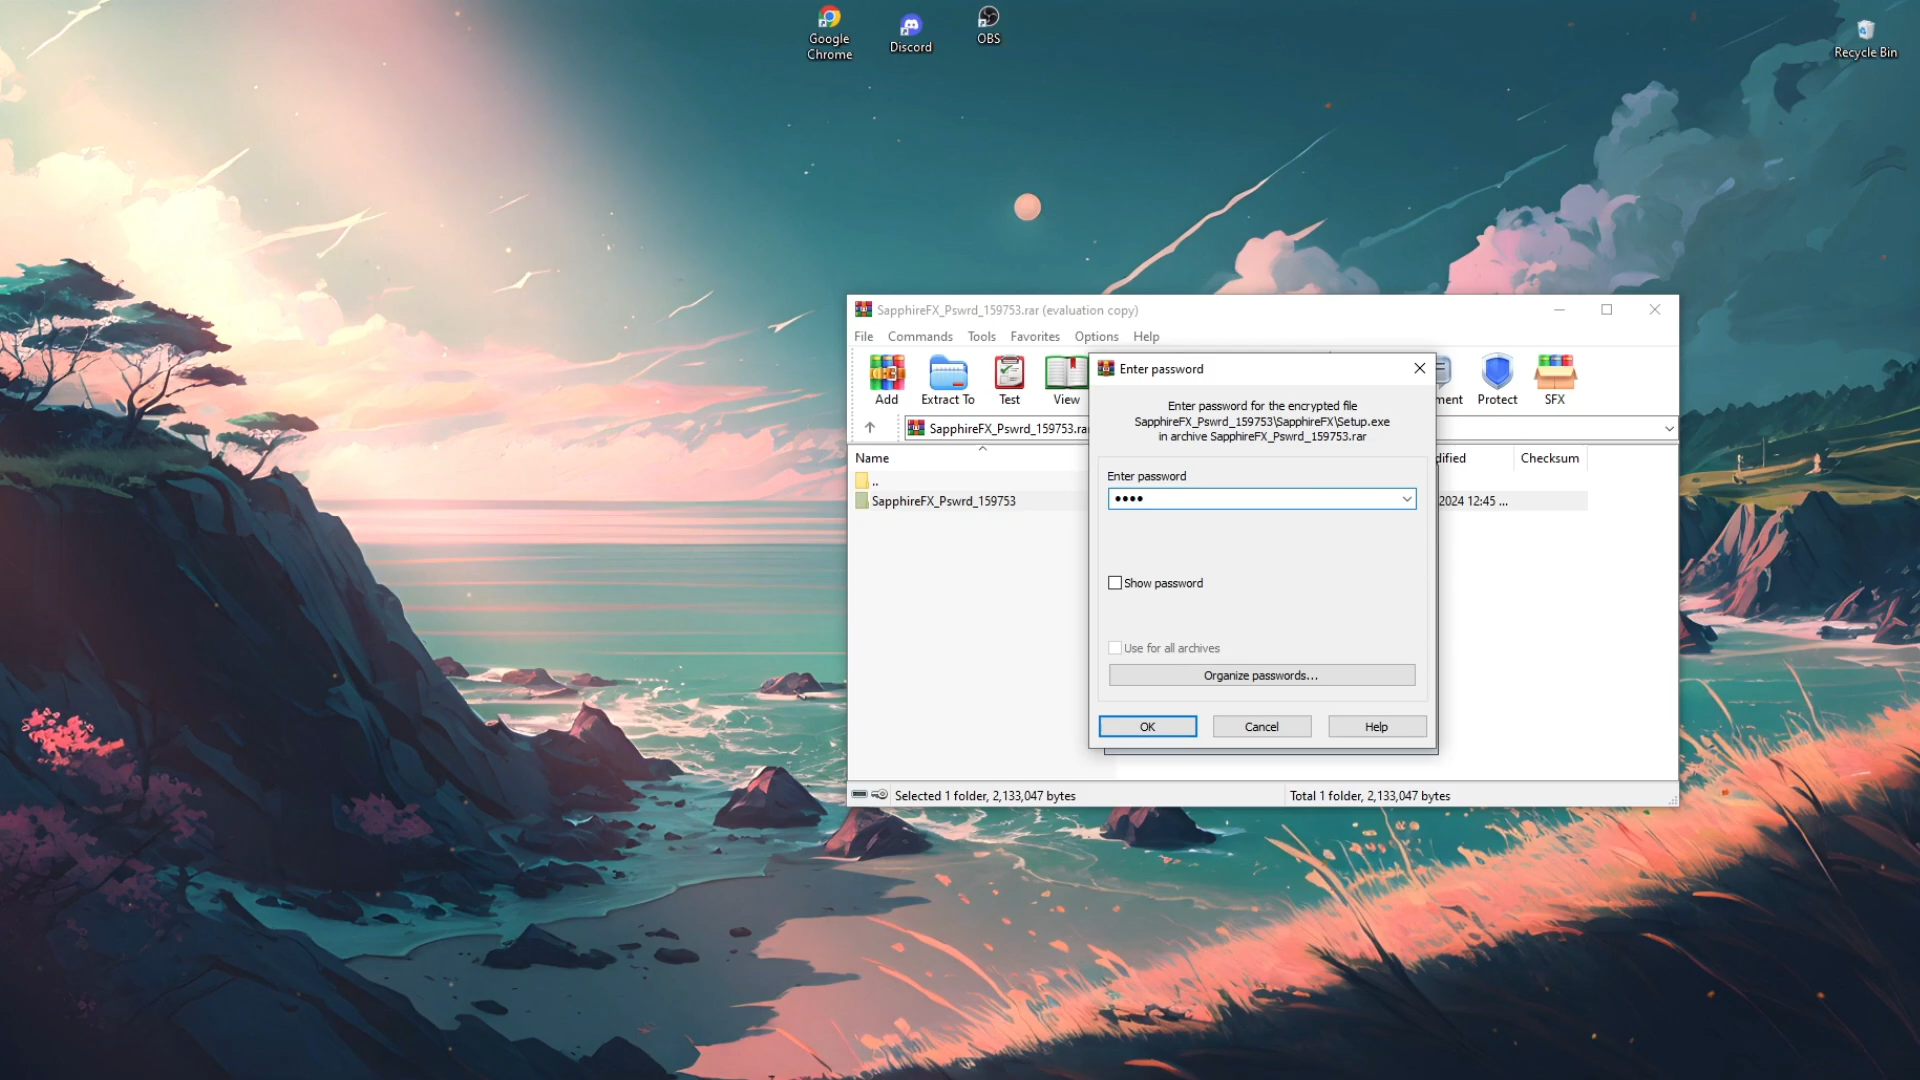 Google
Chrome
Discord
OBS
Recycle Bin
SapphireFX_Pswrd_159753.rar (evaluation copy)
File Commands Tools Favorites Options Help
Add Extract To Test View ment Protect SFX
SapphireFX_Pswrd_159753.ra
Name dified Checksum
..
SapphireFX_Pswrd_159753 2024 12:45 ...
Enter password
Enter password for the encrypted file
SapphireFX_Pswrd_159753\SapphireFX\Setup.exe
in archive SapphireFX_Pswrd_159753.rar
Enter password
••••
Show password
Use for all archives
Organize passwords...
OK Cancel Help
Selected 1 folder, 2,133,047 bytes Total 1 folder, 2,133,047 bytes